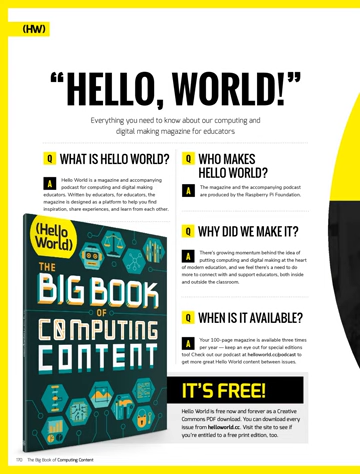 (HW)
“HELLO, WORLD!”
Everything you need to know about our computing and
digital making magazine for educators
Q WHAT IS HELLO WORLD?
A Hello World is a magazine and accompanying
podcast for computing and digital making
educators. Written by educators, for educators, the
magazine is designed as a platform to help you find
inspiration, share experiences, and learn from each other.
Q WHO MAKES
HELLO WORLD?
A The magazine and the accompanying podcast
are produced by the Raspberry Pi Foundation.
Q WHY DID WE MAKE IT?
A There's growing momentum behind the idea of
putting computing and digital making at the heart
of modern education, and we feel there's a need to do
more to connect with and support educators, both inside
and outside the classroom.
Q WHEN IS IT AVAILABLE?
A Your 100-page magazine is available three times
per year — keep an eye out for special editions
too! Check out our podcast at helloworld.cc/podcast to
get more great Hello World content between issues.
(Hello
World)
THE
BIG BOOK
OF
COMPUTING
CONTENT
IT'S FREE!
Hello World is free now and forever as a Creative
Commons PDF download. You can download every
issue from helloworld.cc. Visit the site to see if
you're entitled to a free print edition, too.
The Big Book of Computing Content